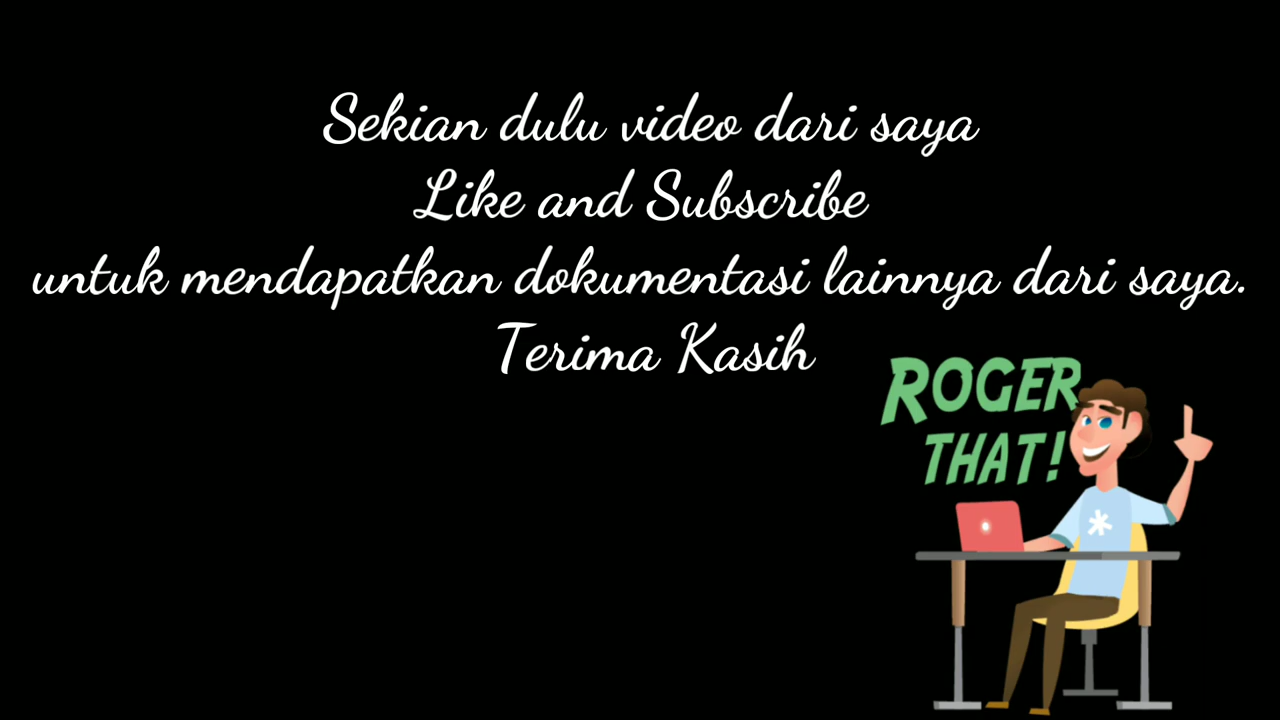 Sekian dulu video dari saya
Like and Subscribe
untuk mendapatkan dokumentasi lainnya dari saya.
Terima Kasih
ROGER
THAT!